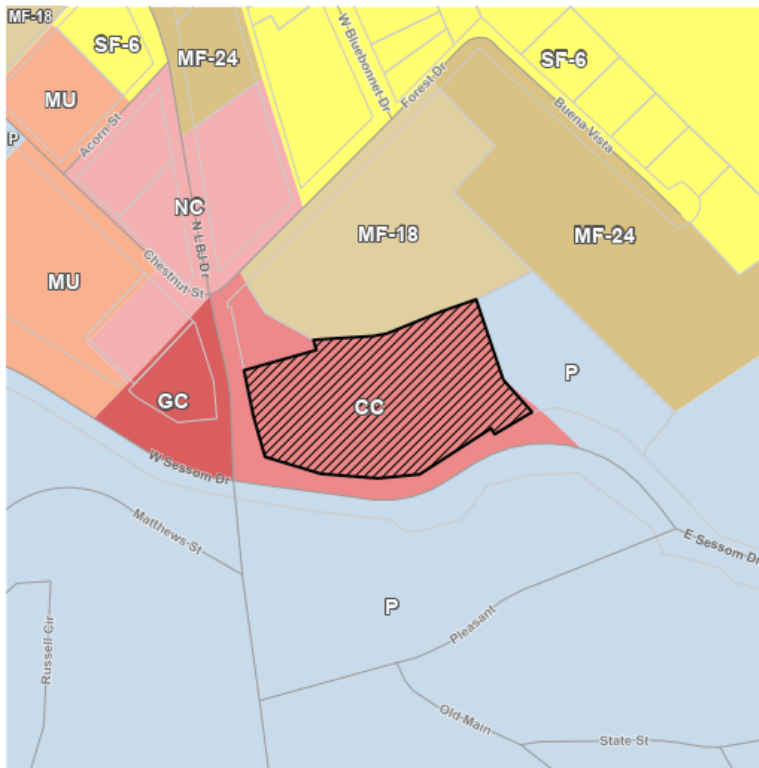 MF-18
SF-6
MF-24
W Bluebonnet Dr
SF-6
MU
Forest Dr
Buena Vista
P
Acorn St
NC
N LBJ Dr
MF-18
MF-24
Chestnut St
MU
P
GC
CC
W Sessom Dr
Matthews St
E Sessom Dr
P
Pleasant
Russell Cir
Old Main
State St